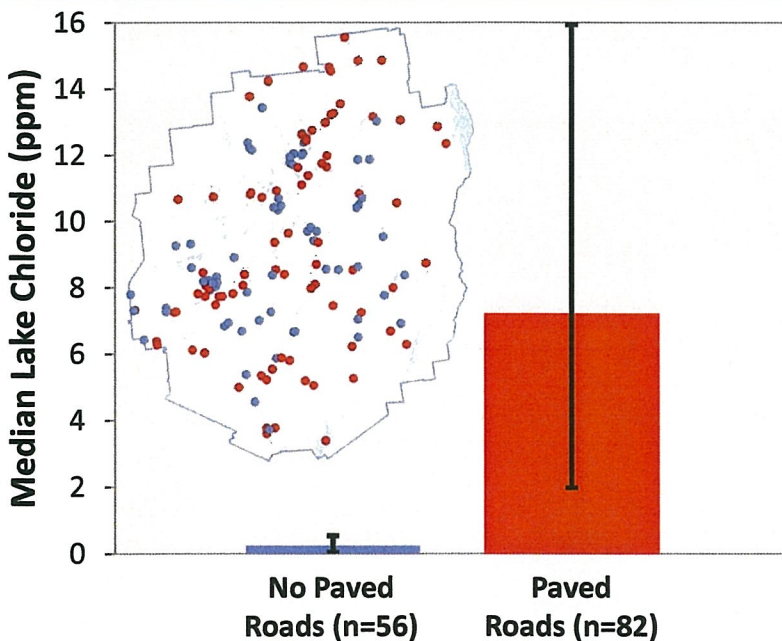 Median Lake Chloride (ppm)
16
14
12
10
8
6
4
2
0
No Paved
Roads (n=56)
Paved
Roads (n=82)